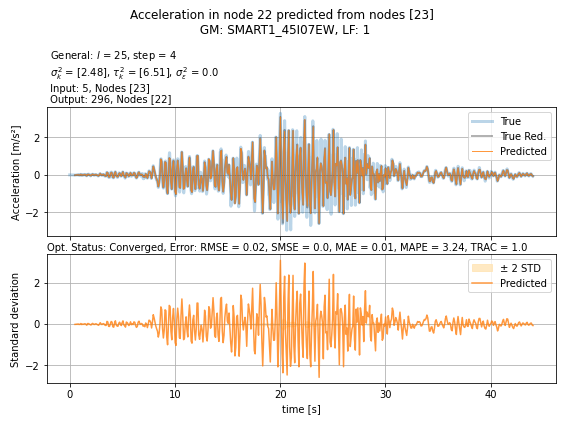 Acceleration in node 22 predicted from nodes [23]
GM: SMART1_45I07EW, LF: 1
General: l = 25, step = 4
σ²ₖ = [2.48], τ²ₖ = [6.51], σ²ε = 0.0
Input: 5, Nodes [23]
Output: 296, Nodes [22]
Acceleration [m/s²]
2
0
−2
True
True Red.
Predicted
Opt. Status: Converged, Error: RMSE = 0.02, SMSE = 0.0, MAE = 0.01, MAPE = 3.24, TRAC = 1.0
Standard deviation
2
0
−2
± 2 STD
Predicted
0 10 20 30 40
time [s]